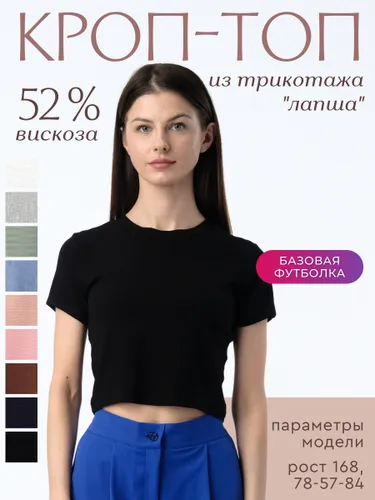 КРОП-ТОП
из трикотажа
"лапша"
52%
вискоза
БАЗОВАЯ
ФУТБОЛКА
параметры
модели
рост 168,
78-57-84